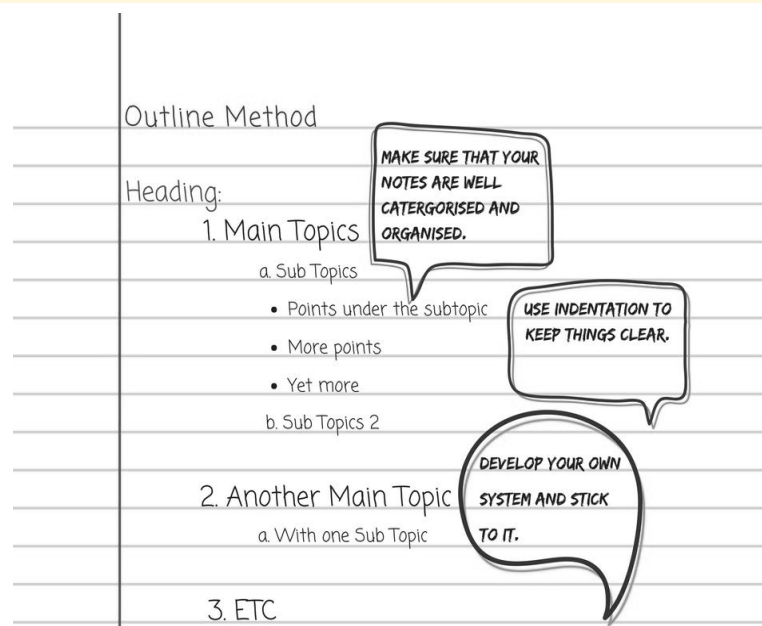 Outline Method
MAKE SURE THAT YOUR
NOTES ARE WELL
CATERGORISED AND
ORGANISED.
Heading:
1. Main Topics
a. Sub Topics
• Points under the subtopic
USE INDENTATION TO
KEEP THINGS CLEAR.
• More points
• Yet more
b. Sub Topics 2
DEVELOP YOUR OWN
SYSTEM AND STICK
TO IT.
2. Another Main Topic
a. With one Sub Topic
3. ETC